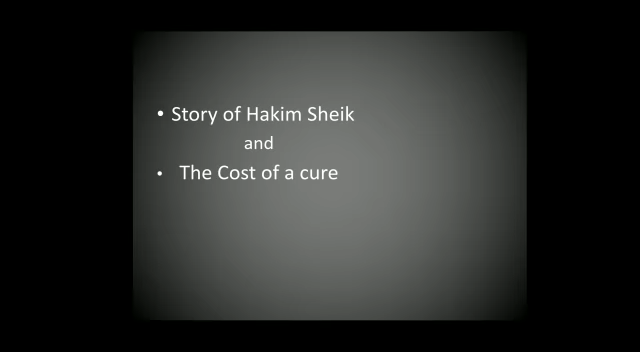 • Story of Hakim Sheik
and
• The Cost of a cure